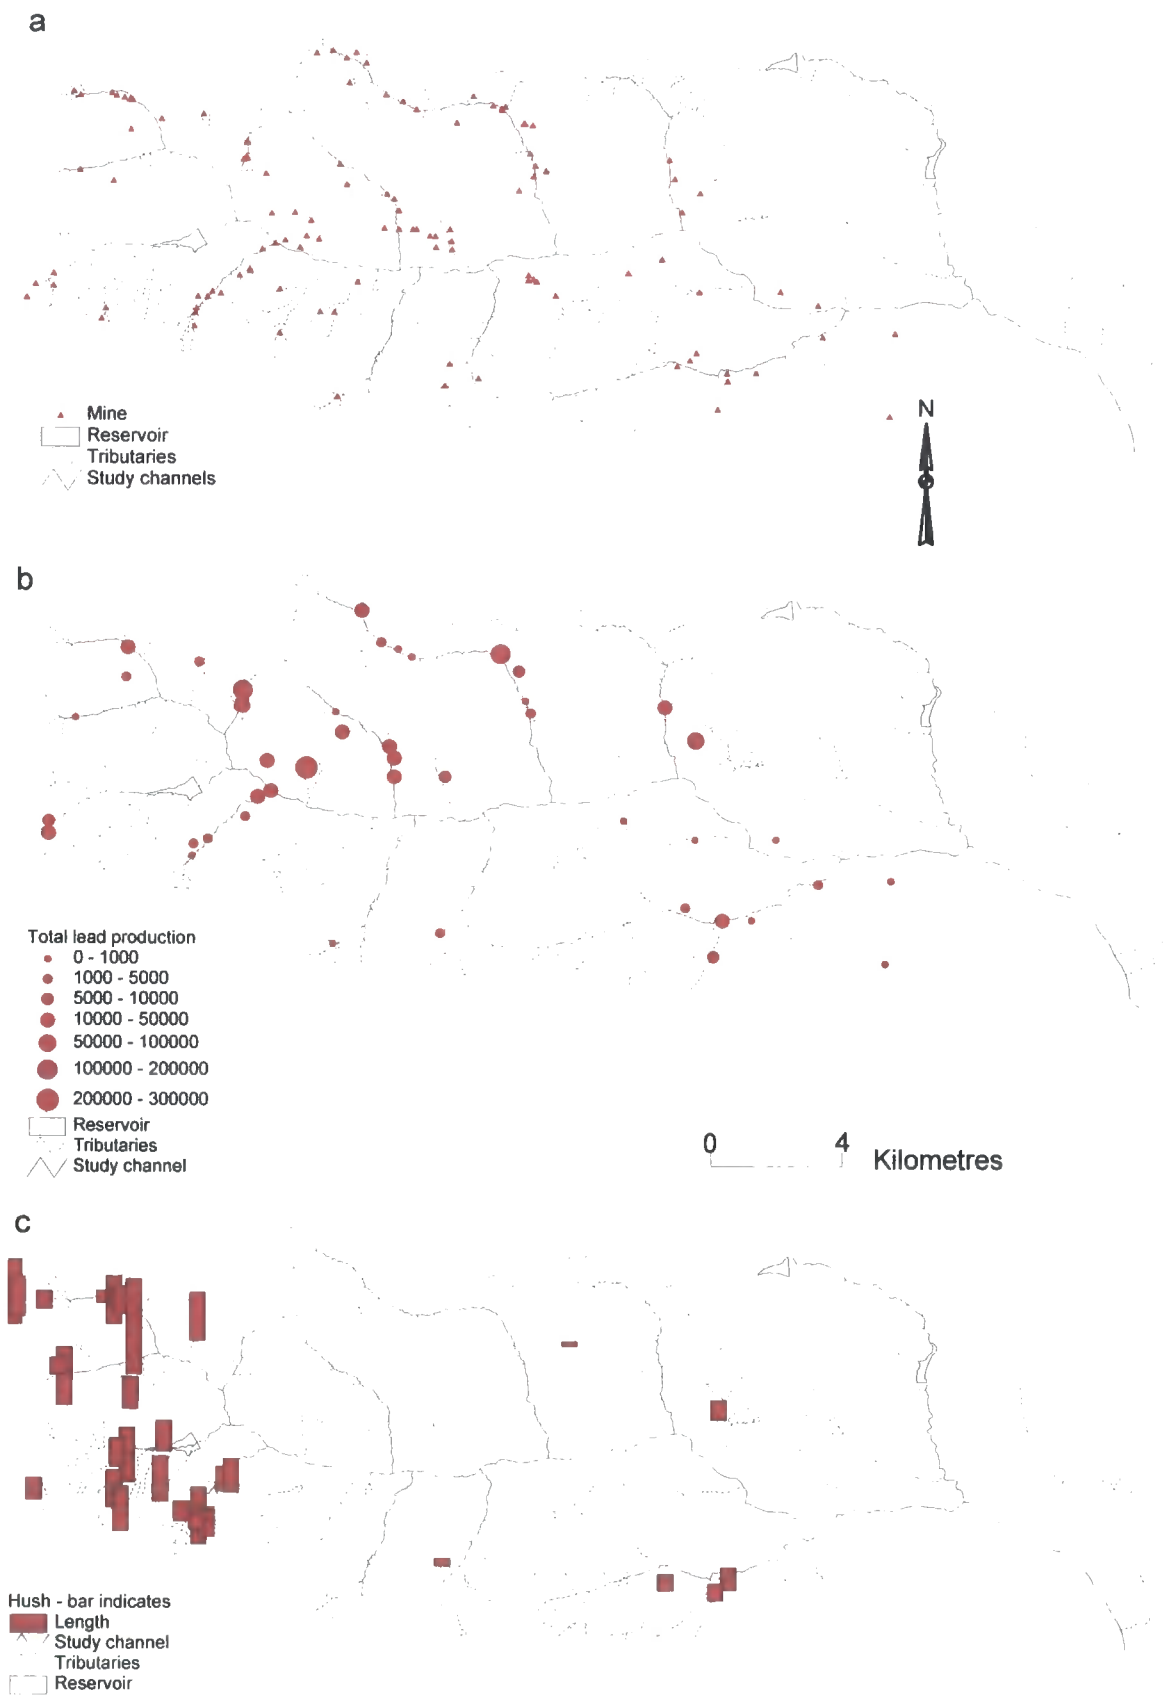 a
Mine
Reservoir
Tributaries
Study channels
N
b
Total lead production
0 - 1000
1000 - 5000
5000 - 10000
10000 - 50000
50000 - 100000
100000 - 200000
200000 - 300000
Reservoir
Tributaries
Study channel
0 4 Kilometres
c
Hush - bar indicates
Length
Study channel
Tributaries
Reservoir